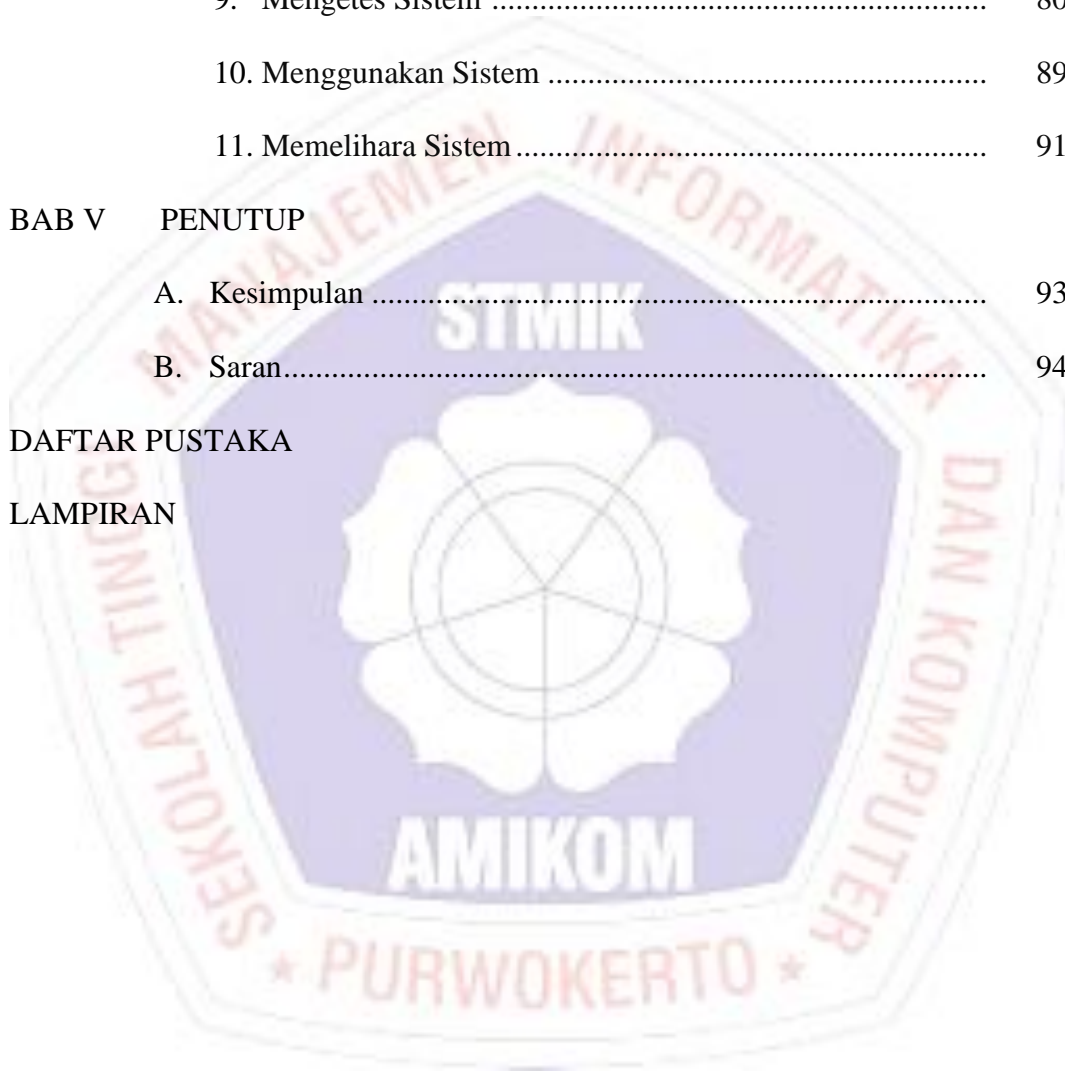 9. Mengetes Sistem ............................................................. 80
10. Menggunakan Sistem ...................................................... 89
11. Memelihara Sistem .......................................................... 91
BAB V PENUTUP
A. Kesimpulan ........................................................................... 93
B. Saran ...................................................................................... 94
DAFTAR PUSTAKA
LAMPIRAN
SEKOLAH TINGGI MANAJEMEN INFORMATIKA DAN KOMPUTER
STMIK
AMIKOM
* PURWOKERTO *